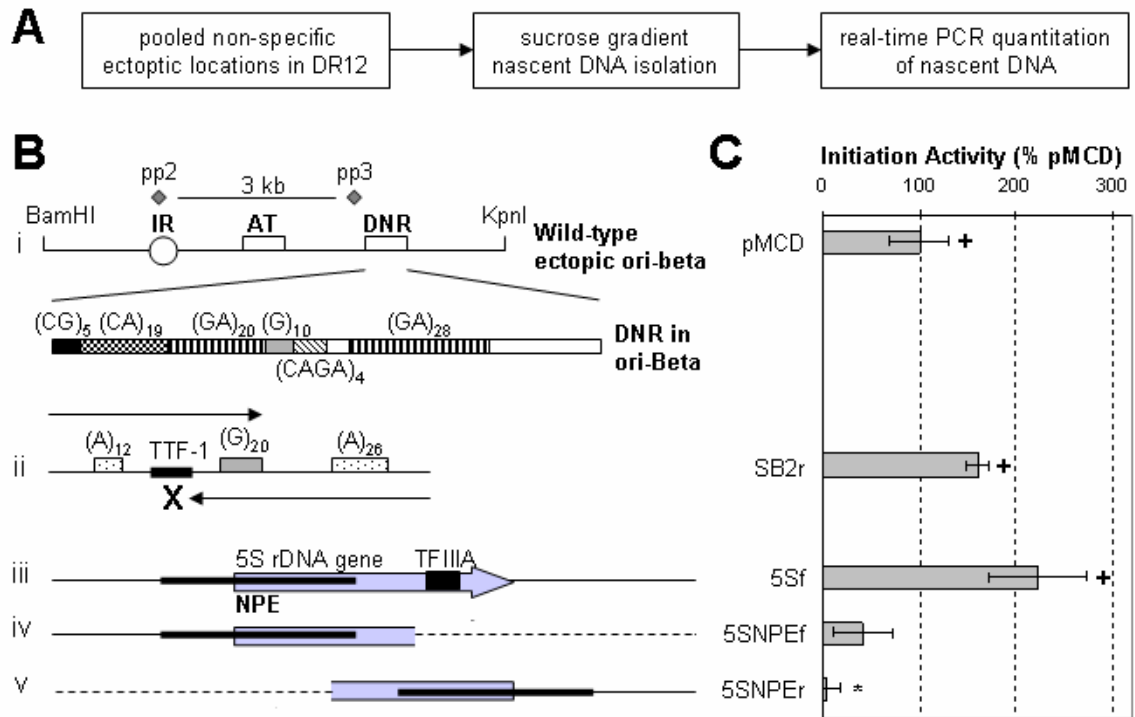 A
pooled non-specific
ectoptic locations in DR12
sucrose gradient
nascent DNA isolation
real-time PCR quantitation
of nascent DNA
B
pp2
3 kb
pp3
BamHI
IR
AT
DNR
KpnI
i
Wild-type
ectopic ori-beta
(CG)5 (CA)19 (GA)20 (G)10 (GA)28
(CAGA)4
DNR in
ori-Beta
(A)12
TTF-1
(G)20
(A)26
ii
X
iii
5S rDNA gene
TFIIIA
NPE
iv
v
C
Initiation Activity (% pMCD)
0 100 200 300
pMCD
+
SB2r
+
5Sf
+
5SNPEf
5SNPEr
*